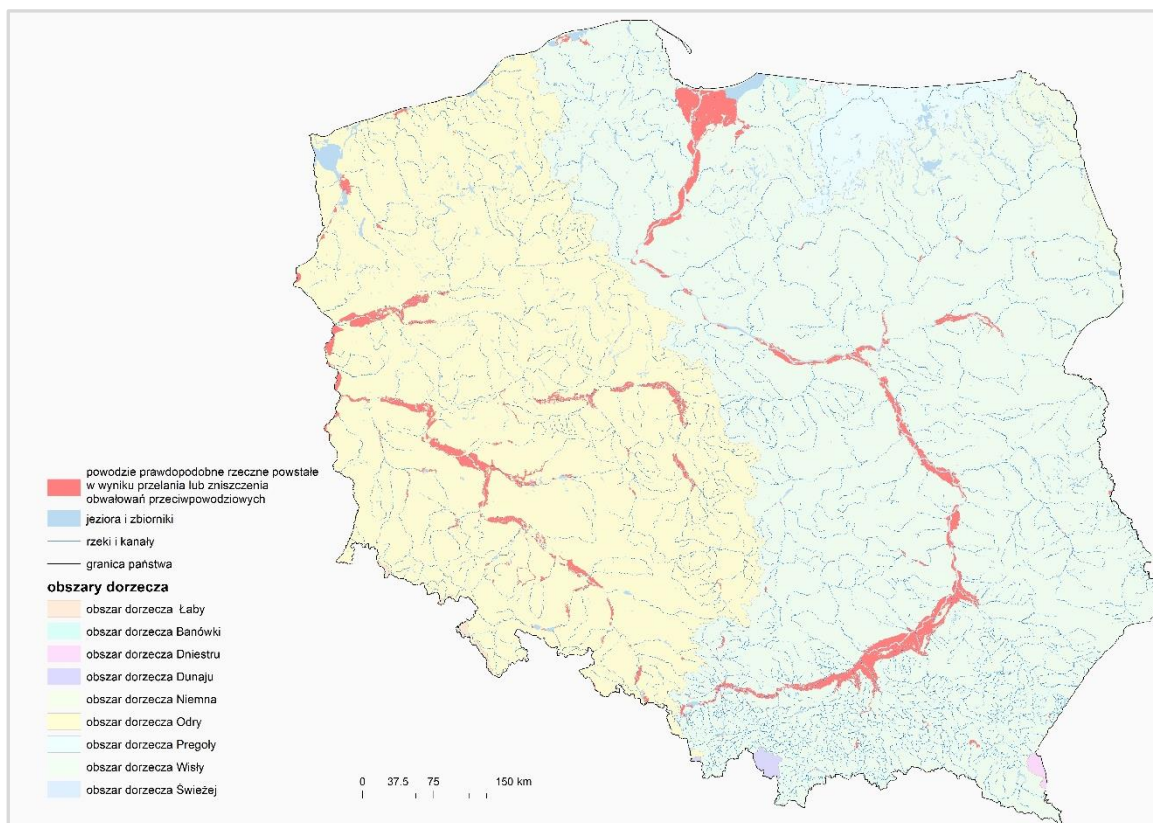 powodzie prawdopodobne rzeczne powstałe
w wyniku przelania lub zniszczenia
obwałowań przeciwpowodziowych
jeziora i zbiorniki
rzeki i kanały
granica państwa
obszary dorzecza
obszar dorzecza Łaby
obszar dorzecza Banówki
obszar dorzecza Dniestru
obszar dorzecza Dunaju
obszar dorzecza Niemna
obszar dorzecza Odry
obszar dorzecza Pregoły
obszar dorzecza Wisły
obszar dorzecza Świeżej
0 37.5 75 150 km